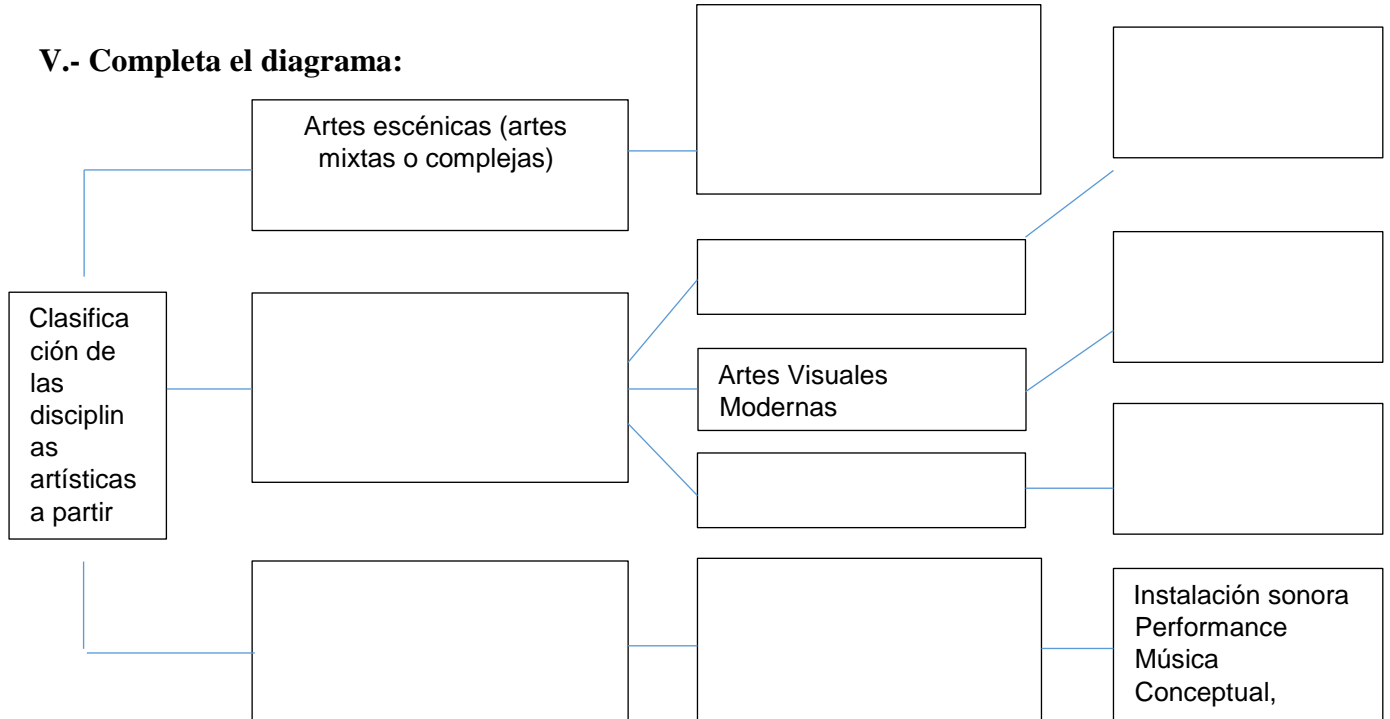 V.- Completa el diagrama:
Artes escénicas (artes
mixtas o complejas)
Clasifica
ción de
las
disciplin
as
artísticas
a partir
Artes Visuales
Modernas
Instalación sonora
Performance
Música
Conceptual,